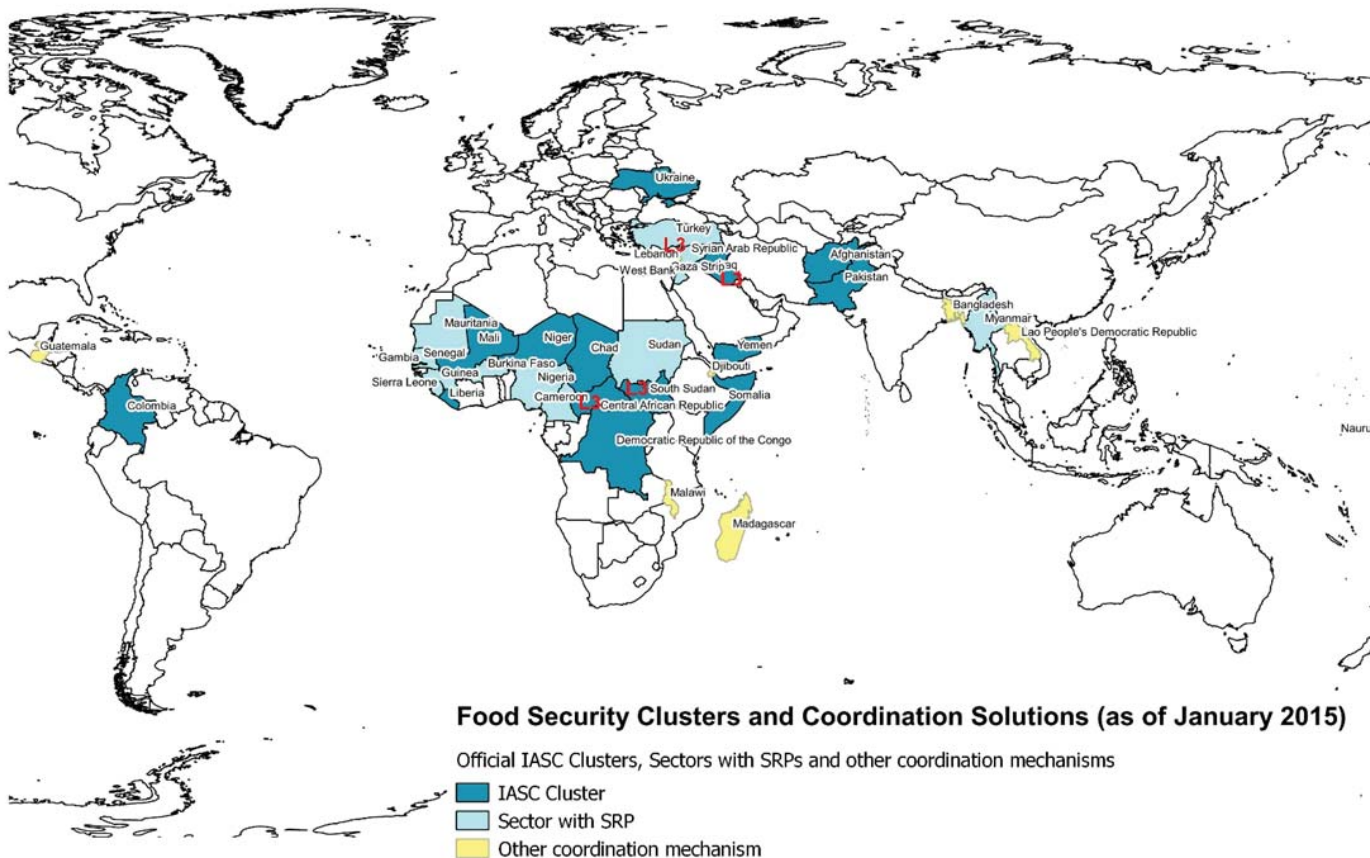 Ukraine
Turkey
L3
Lebanon
Syrian Arab Republic
West Bank
Gaza Strip
L3
Afghanistan
Pakistan
Bangladesh
Myanmar
Lao People's Democratic Republic
Guatemala
Colombia
Mauritania
Mali
Niger
Chad
Sudan
Yemen
Gambia
Senegal
Burkina Faso
Djibouti
Sierra Leone
Guinea
Nigeria
L3
South Sudan
Somalia
Liberia
Cameroon
L3
Central African Republic
Nauru
Democratic Republic of the Congo
Malawi
Madagascar
Food Security Clusters and Coordination Solutions (as of January 2015)
Official IASC Clusters, Sectors with SRPs and other coordination mechanisms
IASC Cluster
Sector with SRP
Other coordination mechanism